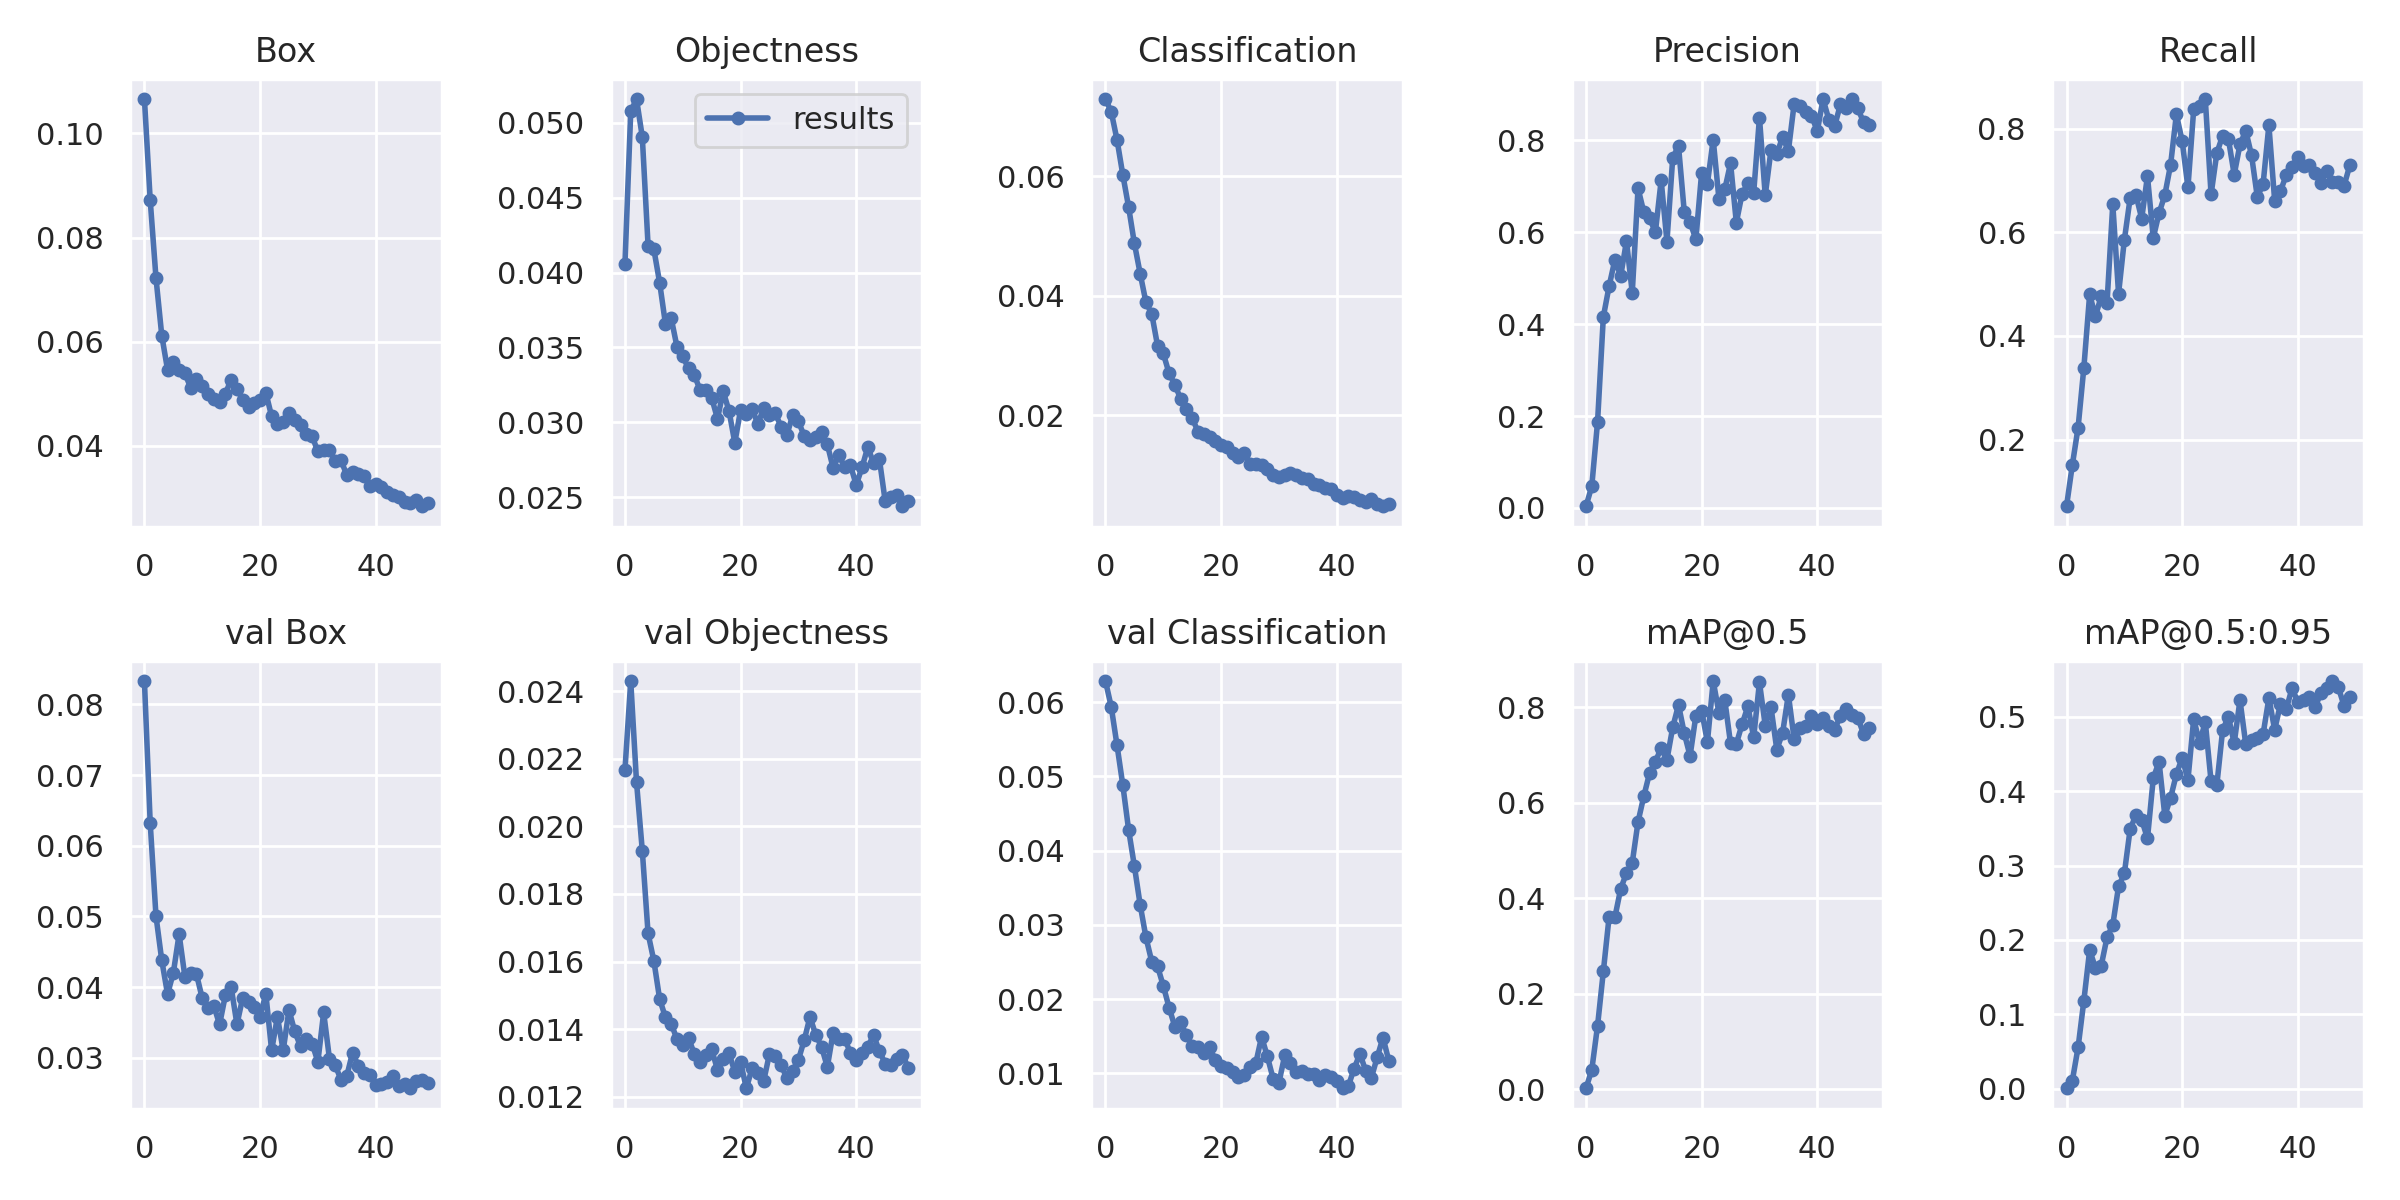 Box
0.10
0.08
0.06
0.04
0 20 40
Objectness
results
0.050
0.045
0.040
0.035
0.030
0.025
0 20 40
Classification
0.06
0.04
0.02
0 20 40
Precision
0.8
0.6
0.4
0.2
0.0
0 20 40
Recall
0.8
0.6
0.4
0.2
0 20 40
val Box
0.08
0.07
0.06
0.05
0.04
0.03
0 20 40
val Objectness
0.024
0.022
0.020
0.018
0.016
0.014
0.012
0 20 40
val Classification
0.06
0.05
0.04
0.03
0.02
0.01
0 20 40
mAP@0.5
0.8
0.6
0.4
0.2
0.0
0 20 40
mAP@0.5:0.95
0.5
0.4
0.3
0.2
0.1
0.0
0 20 40